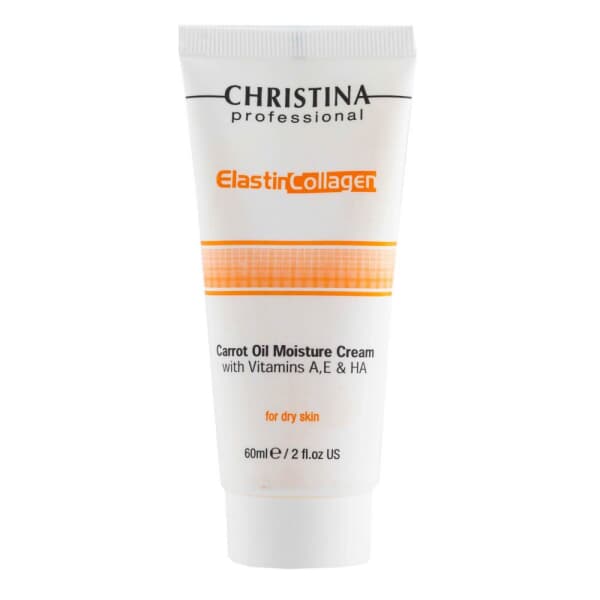 CHRISTINA
professional
ElastinCollagen
Carrot Oil Moisture Cream
with Vitamins A,E & HA
for dry skin
60ml ℮ / 2 fl.oz US